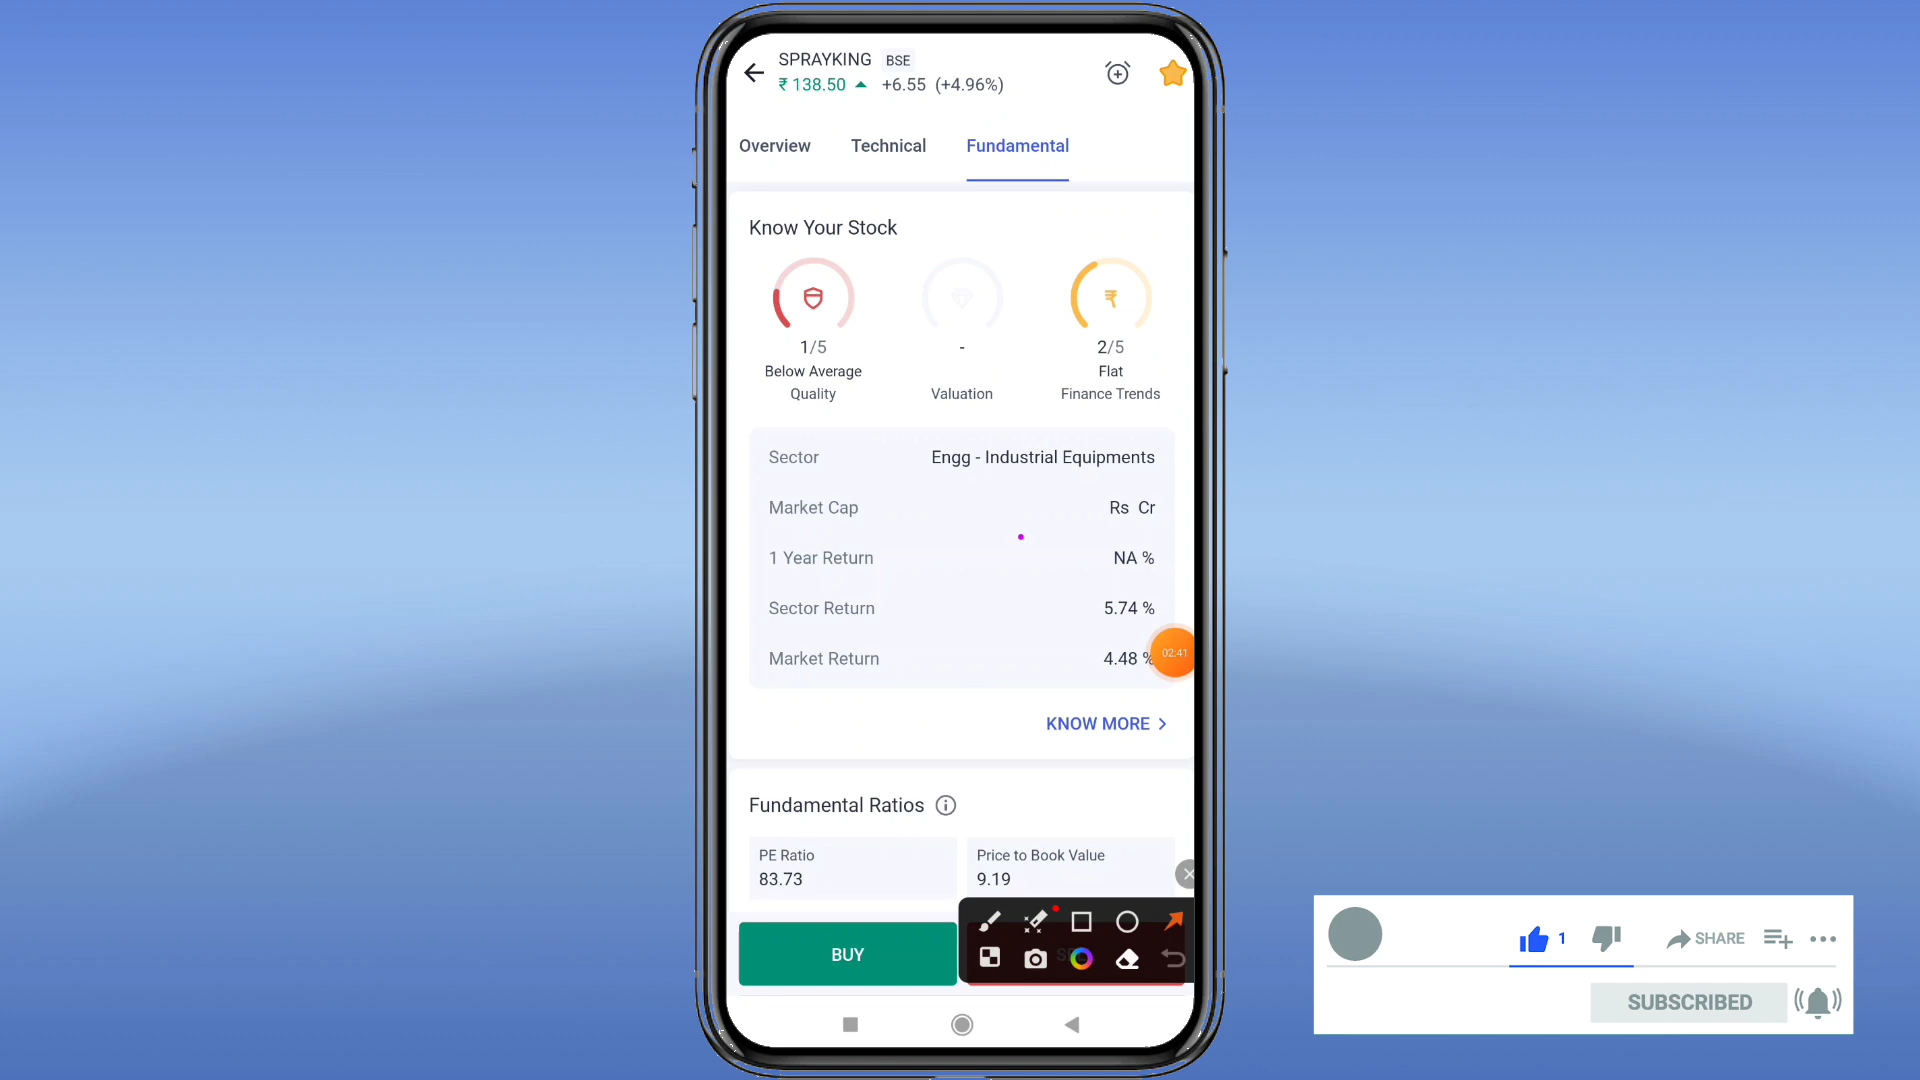 SPRAYKING BSE
₹ 138.50 +6.55 (+4.96%)
Overview Technical Fundamental
Know Your Stock
1/5 - 2/5
Below Average Flat
Quality Valuation Finance Trends
Sector Engg - Industrial Equipments
Market Cap Rs Cr
1 Year Return NA %
Sector Return 5.74 %
Market Return 4.48 %
02:41
KNOW MORE
Fundamental Ratios
PE Ratio Price to Book Value
83.73 9.19
BUY
1 SHARE
SUBSCRIBED